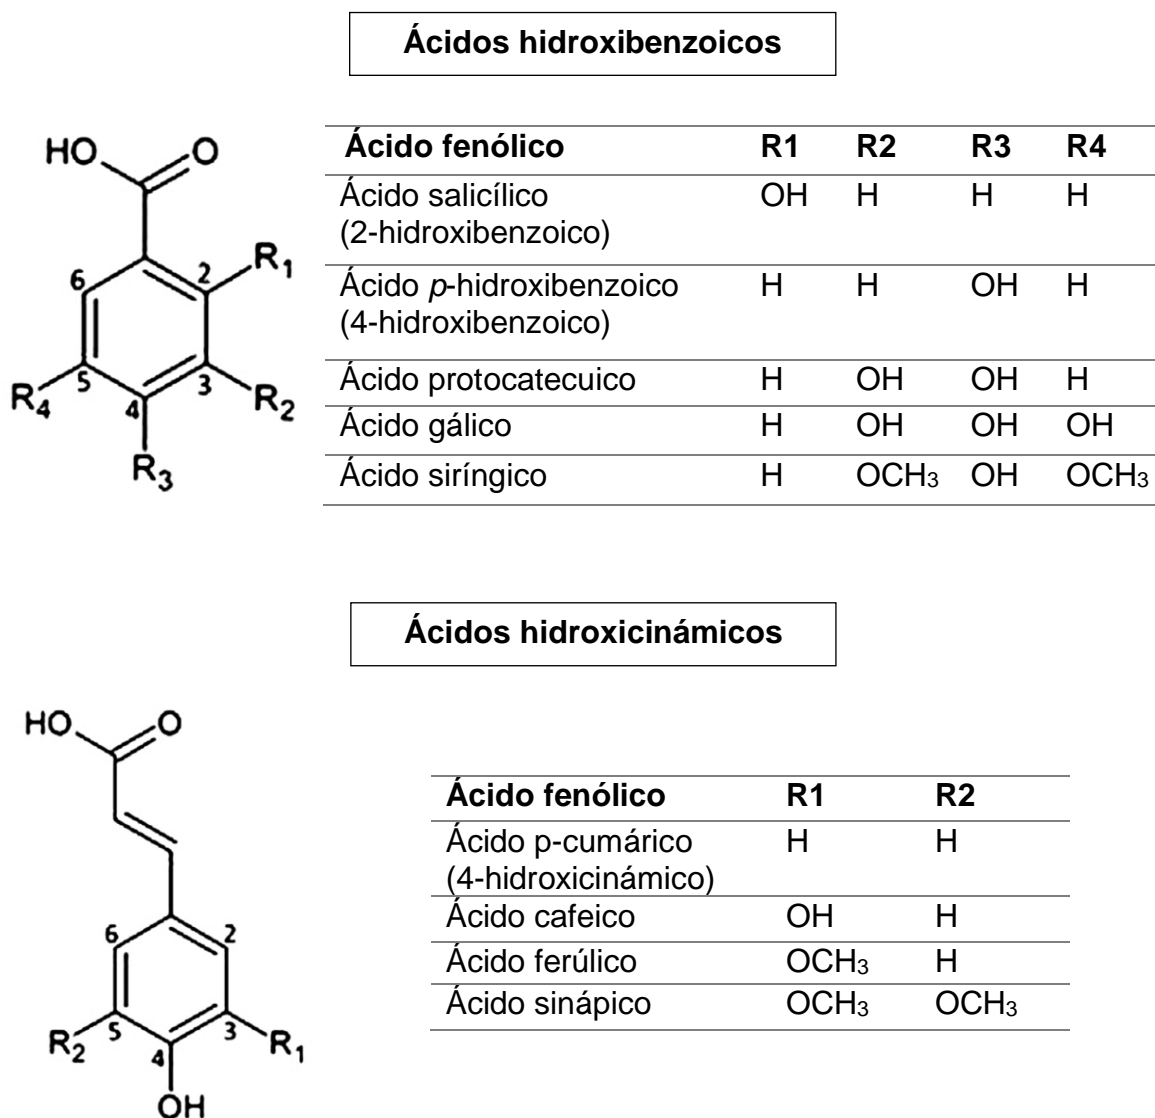 Ácidos hidroxibenzoicos
HO O
6 2 R1
5 4 3
R4 R2
R3
Ácido fenólico R1 R2 R3 R4
Ácido salicílico OH H H H
(2-hidroxibenzoico)
Ácido p-hidroxibenzoico H H OH H
(4-hidroxibenzoico)
Ácido protocatecuico H OH OH H
Ácido gálico H OH OH OH
Ácido siríngico H OCH3 OH OCH3
Ácidos hidroxicinámicos
HO O
6 2
5 4 3
R2 R1
OH
Ácido fenólico R1 R2
Ácido p-cumárico H H
(4-hidroxicinámico)
Ácido cafeico OH H
Ácido ferúlico OCH3 H
Ácido sinápico OCH3 OCH3